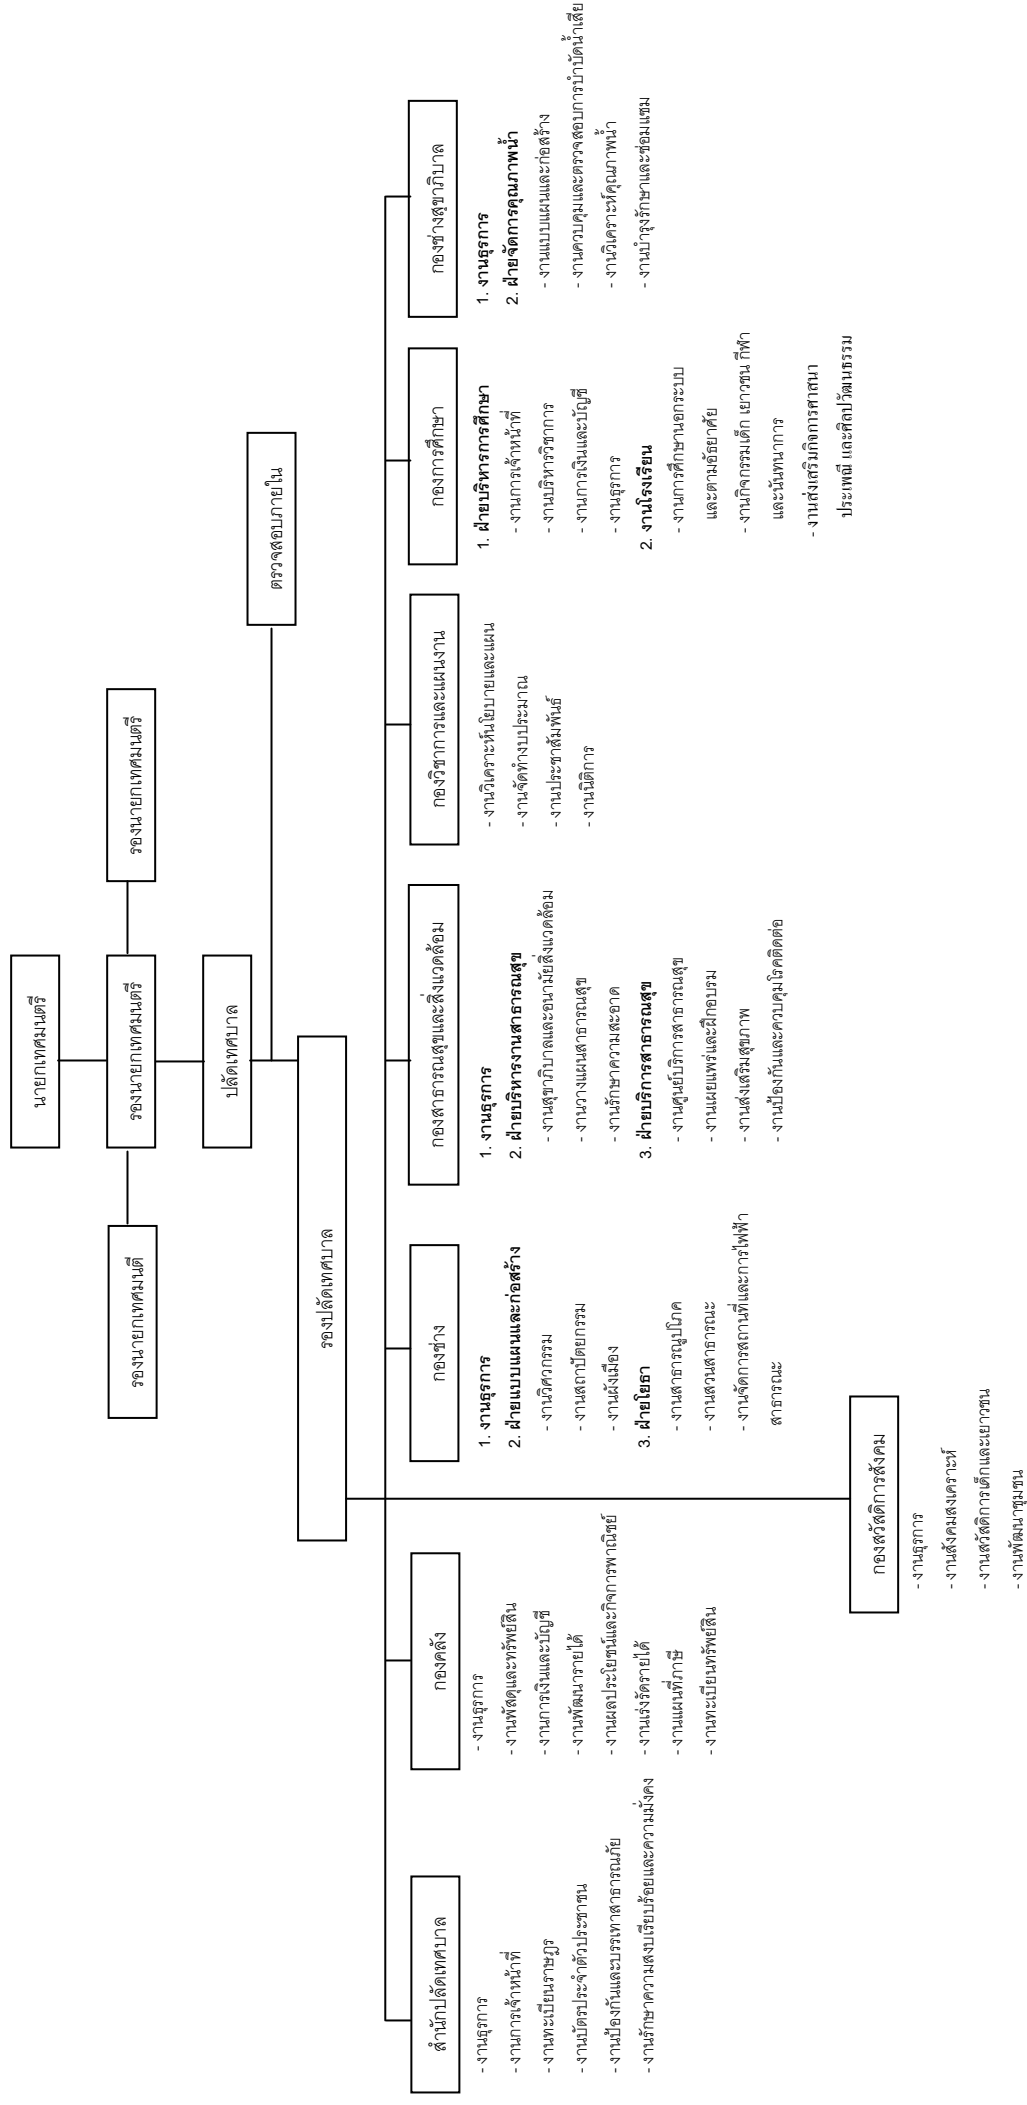 นายกเทศมนตรี
รองนายกเทศมนตี
รองนายกเทศมนตรี
รองนายกเทศมนตรี
ปลัดเทศบาล
ตรวจสอบภายใน
รองปลัดเทศบาล
สำนักปลัดเทศบาล
- งานธุรการ
- งานการเจ้าหน้าที่
- งานทะเบียนราษฎร
- งานบัตรประจำตัวประชาชน
- งานป้องกันและบรรเทาสาธารณภัย
- งานรักษาความสงบเรียบร้อยและความมั่งคง
กองคลัง
- งานธุรการ
- งานพัสดุและทรัพย์สิน
- งานการเงินและบัญชี
- งานพัฒนารายได้
- งานผลประโยชน์และกิจการพาณิชย์
- งานเร่งรัดรายได้
- งานแผนที่ภาษี
- งานทะเบียนทรัพย์สิน
กองช่าง
1. งานธุรการ
2. ฝ่ายแบบแผนและก่อสร้าง
- งานวิศวกรรม
- งานสถาปัตยกรรม
- งานผังเมือง
3. ฝ่ายโยธา
- งานสาธารณูปโภค
- งานสวนสาธารณะ
- งานจัดการสถานที่และการไฟฟ้า
สาธารณะ
กองสาธารณสุขและสิ่งแวดล้อม
1. งานธุรการ
2. ฝ่ายบริหารงานสาธารณสุข
- งานสุขาภิบาลและอนามัยสิ่งแวดล้อม
- งานวางแผนสาธารณสุข
- งานรักษาความสะอาด
3. ฝ่ายบริการสาธารณสุข
- งานศูนย์บริการสาธารณสุข
- งานเผยแพร่และฝึกอบรม
- งานส่งเสริมสุขภาพ
- งานป้องกันและควบคุมโรคติดต่อ
กองวิชาการและแผนงาน
- งานวิเคราะห์นโยบายและแผน
- งานจัดทำงบประมาณ
- งานประชาสัมพันธ์
- งานนิติการ
กองการศึกษา
1. ฝ่ายบริหารการศึกษา
- งานการเจ้าหน้าที่
- งานบริหารวิชาการ
- งานการเงินและบัญชี
- งานธุรการ
2. งานโรงเรียน
- งานการศึกษานอกระบบ
และตามอัธยาศัย
- งานกิจกรรมเด็ก เยาวชน กีฬา
และนันทนาการ
- งานส่งเสริมกิจการศาสนา
ประเพณี และศิลปวัฒนธรรม
กองช่างสุขาภิบาล
1. งานธุรการ
2. ฝ่ายจัดการคุณภาพน้ำ
- งานแบบแผนและก่อสร้าง
- งานควบคุมและตรวจสอบการบำบัดน้ำเสีย
- งานวิเคราะห์คุณภาพน้ำ
- งานบำรุงรักษาและซ่อมแซม
กองสวัสดิการสังคม
- งานธุรการ
- งานสังคมสงเคราะห์
- งานสวัสดิการเด็กและเยาวชน
- งานพัฒนาชุมชน